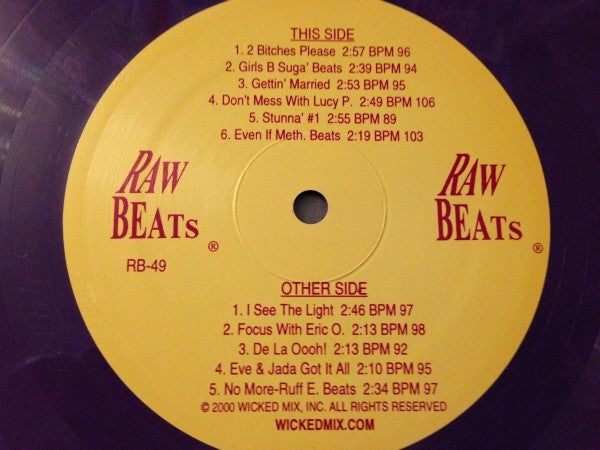 THIS SIDE
1. 2 Bitches Please 2:57 BPM 96
2. Girls B Suga' Beats 2:39 BPM 94
3. Gettin' Married 2:53 BPM 95
4. Don't Mess With Lucy P. 2:49 BPM 106
5. Stunna' #1 2:55 BPM 89
6. Even If Meth. Beats 2:19 BPM 103
RAW
BEATS ®
RB-49
RAW
BEATS ®
OTHER SIDE
1. I See The Light 2:46 BPM 97
2. Focus With Eric O. 2:13 BPM 98
3. De La Oooh! 2:13 BPM 92
4. Eve & Jada Got It All 2:10 BPM 95
5. No More-Ruff E. Beats 2:34 BPM 97
© 2000 WICKED MIX, INC. ALL RIGHTS RESERVED
WICKEDMIX.COM